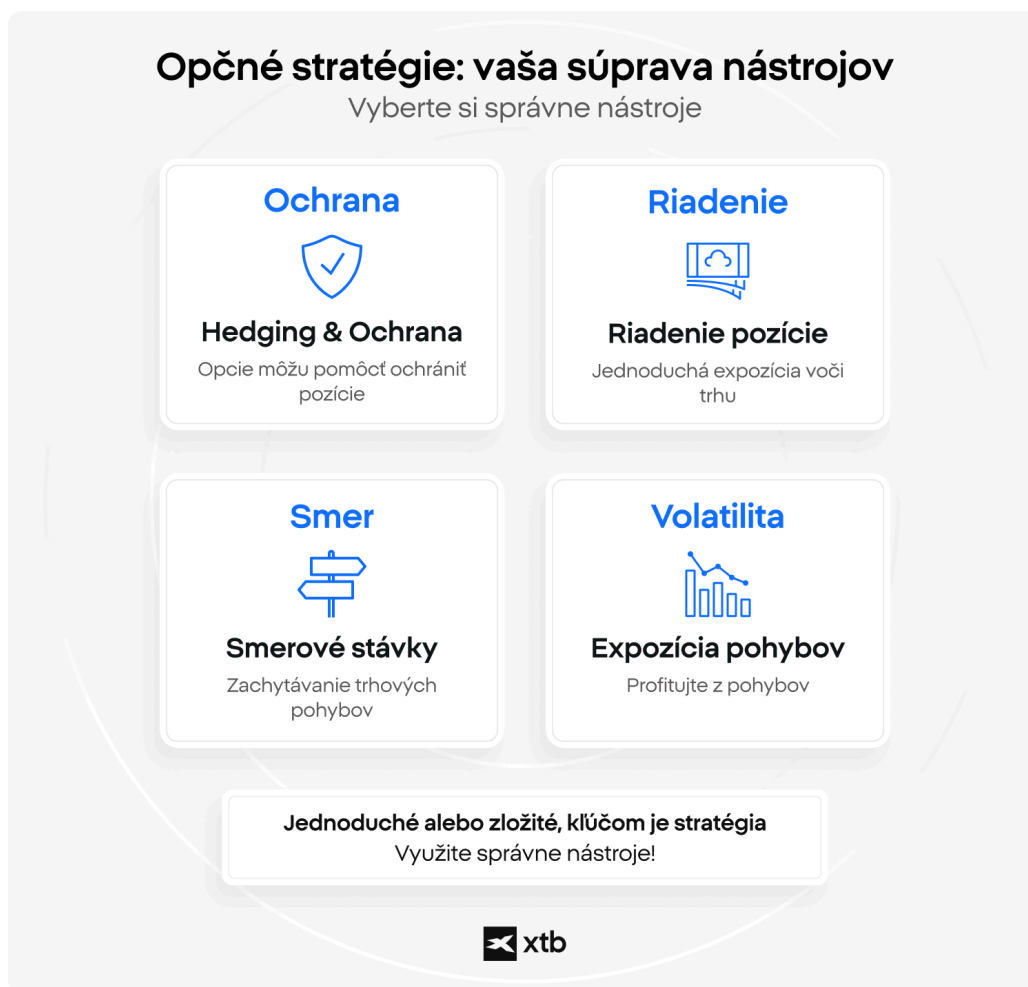 Opčné stratégie: vaša súprava nástrojov
Vyberte si správne nástroje
Ochrana
Hedging & Ochrana
Opcie môžu pomôcť ochrániť
pozície
Riadenie
Riadenie pozície
Jednoduchá expozícia voči
trhu
Smer
Smerové stávky
Zachytávanie trhových
pohybov
Volatilita
Expozícia pohybov
Profitujte z pohybov
Jednoduché alebo zložité, kľúčom je stratégia
Využite správne nástroje!
xtb